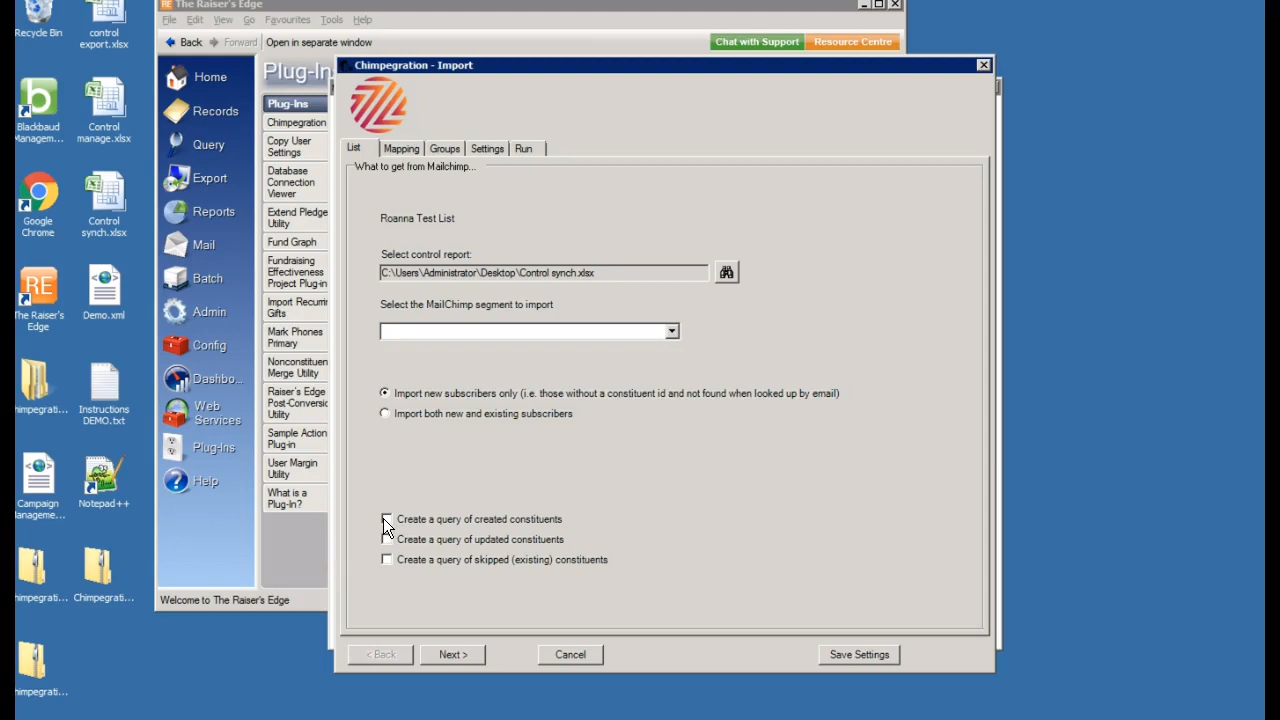 The Raiser's Edge
File Edit View Go Favourites Tools Help
Back Forward Open in separate window
Chat with Support
Resource Centre
Recycle Bin
control export.xlsx
Blackbaud Managem...
Control manage.xlsx
Google Chrome
Control synch.xlsx
RE
The Raiser's Edge
Demo.xml
himpegrati...
Instructions DEMO.txt
Campaign Manageme...
Notepad++
himpegrati...
Chimpegrati...
himpegrati...
RE
Home
Records
Query
Export
Reports
Mail
Batch
Admin
Config
Dashbo...
Web Services
Plug-Ins
Help
Welcome to The Raiser's Edge
Plug-In
Plug-Ins
Chimpegration
Copy User
Settings
Database
Connection
Viewer
Extend Pledge
Utility
Fund Graph
Fundraising
Effectiveness
Project Plug-in
Import Recurrin
Gifts
Mark Phones
Primary
Nonconstituen
Merge Utility
Raiser's Edge
Post-Conversio
Utility
Sample Action
Plug-in
User Margin
Utility
What is a
Plug-In?
Chimpegration - Import
List Mapping Groups Settings Run
What to get from Mailchimp...
Roanna Test List
Select control report:
C:\Users\Administrator\Desktop\Control synch.xlsx
Select the MailChimp segment to import
Import new subscribers only (i.e. those without a constituent id and not found when looked up by email)
Import both new and existing subscribers
Create a query of created constituents
Create a query of updated constituents
Create a query of skipped (existing) constituents
< Back
Next >
Cancel
Save Settings